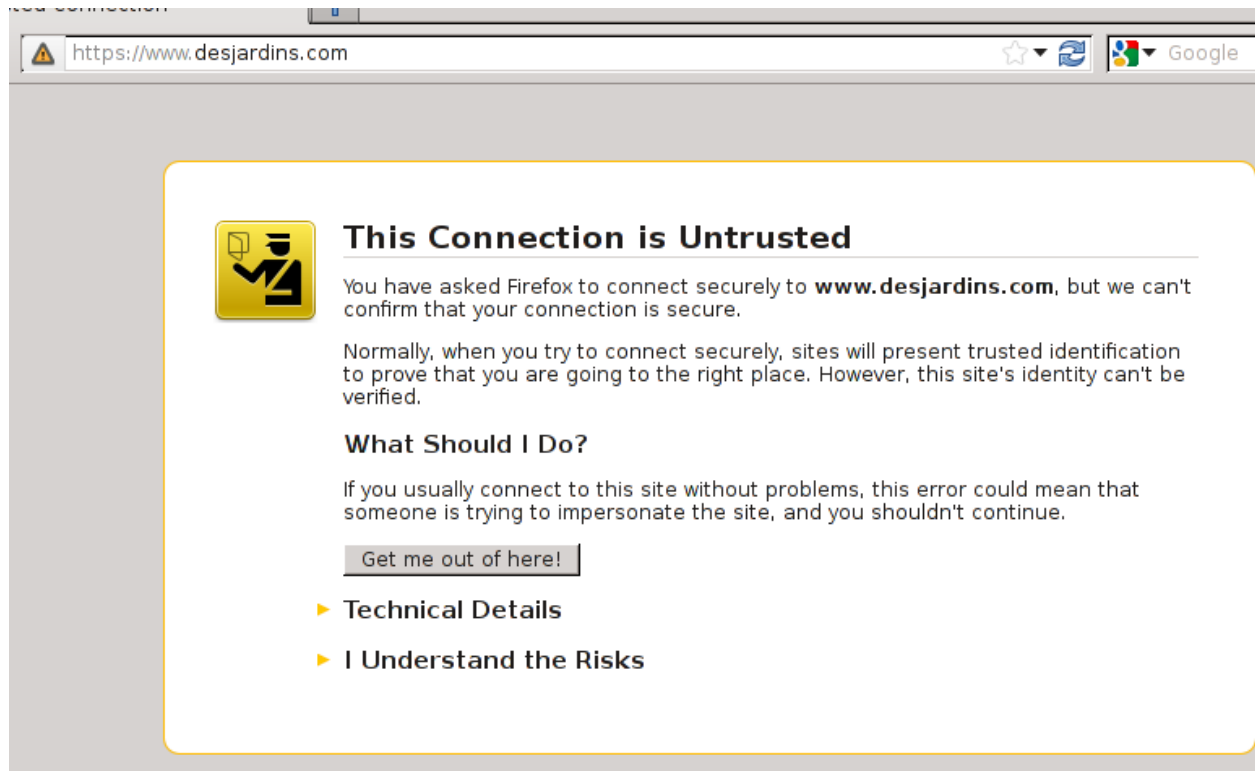 https://www.desjardins.com
Google
This Connection is Untrusted
You have asked Firefox to connect securely to www.desjardins.com, but we can't
confirm that your connection is secure.
Normally, when you try to connect securely, sites will present trusted identification
to prove that you are going to the right place. However, this site's identity can't be
verified.
What Should I Do?
If you usually connect to this site without problems, this error could mean that
someone is trying to impersonate the site, and you shouldn't continue.
Get me out of here!
Technical Details
I Understand the Risks